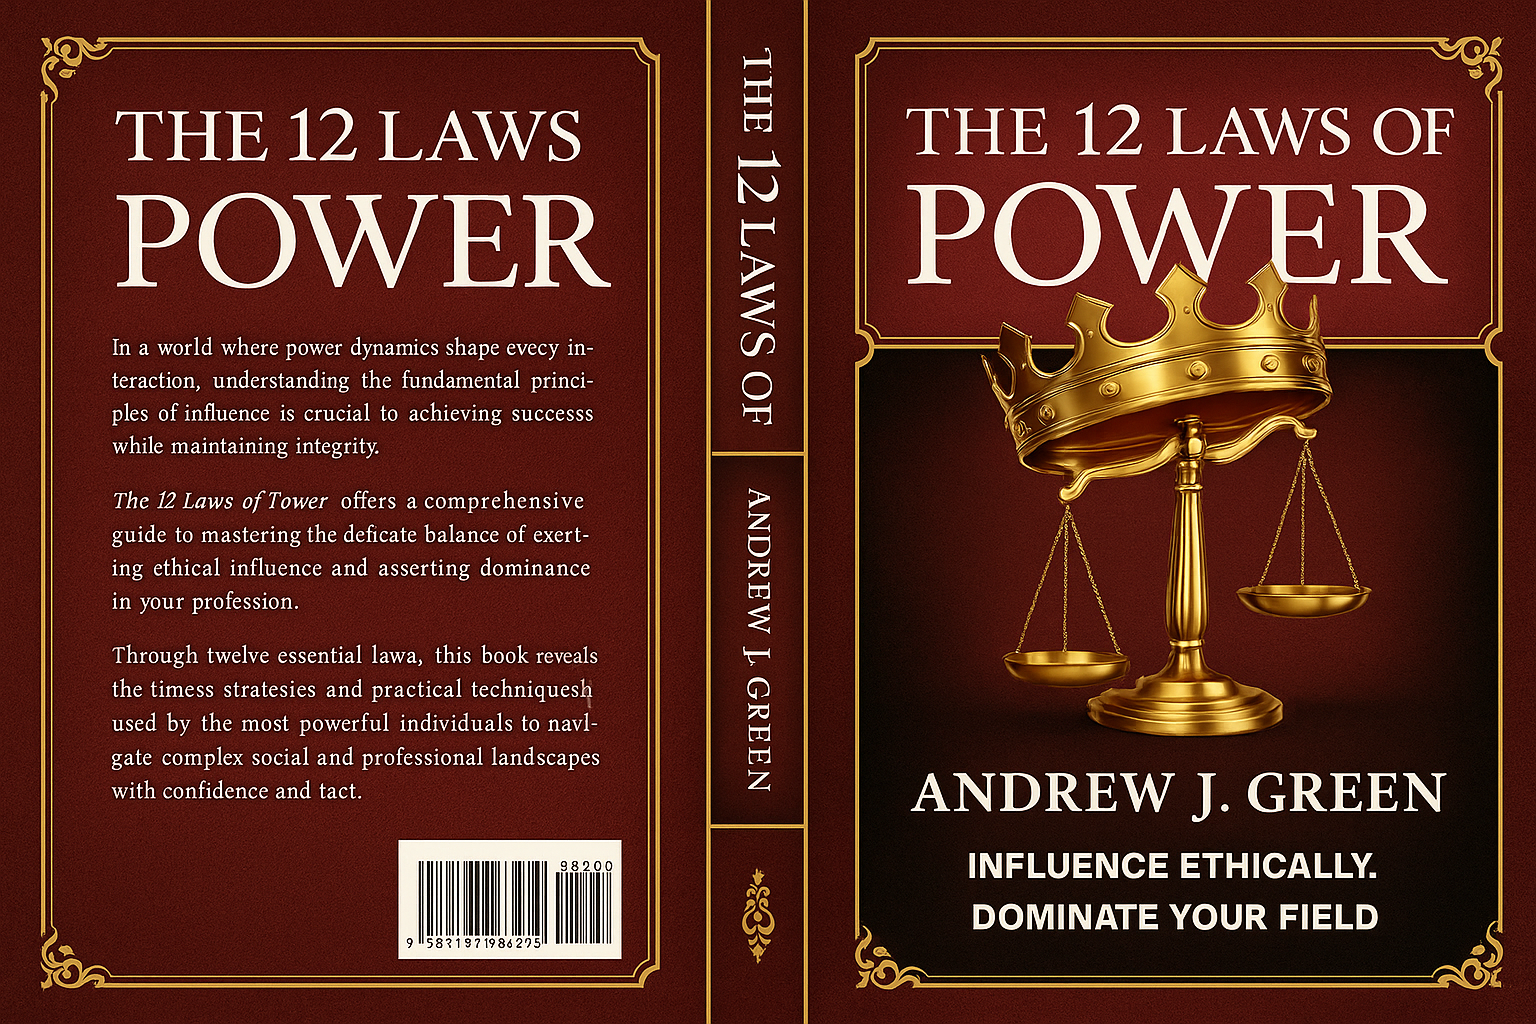 THE 12 LAWS
POWER
In a world where power dynamics shape evecy in-
teraction, understanding the fundamental princi-
ples of influence is crucial to achieving successs
while maintaining integrity.
The 12 Laws of Tower offers a comprehensive
guide to mastering the deficate balance of exert-
ing ethical influence and asserting dominance
in your profession.
Through twelve essential lawa, this book reveals
the timess stratesies and practical techniquesh
used by the most powerful individuals to navl-
gate complex social and professional landscapes
with confidence and tact.
98200
9 5831971986275
THE 12 LAWS OF
ANDREW J. GREEN
THE 12 LAWS OF
POWER
ANDREW J. GREEN
INFLUENCE ETHICALLY.
DOMINATE YOUR FIELD